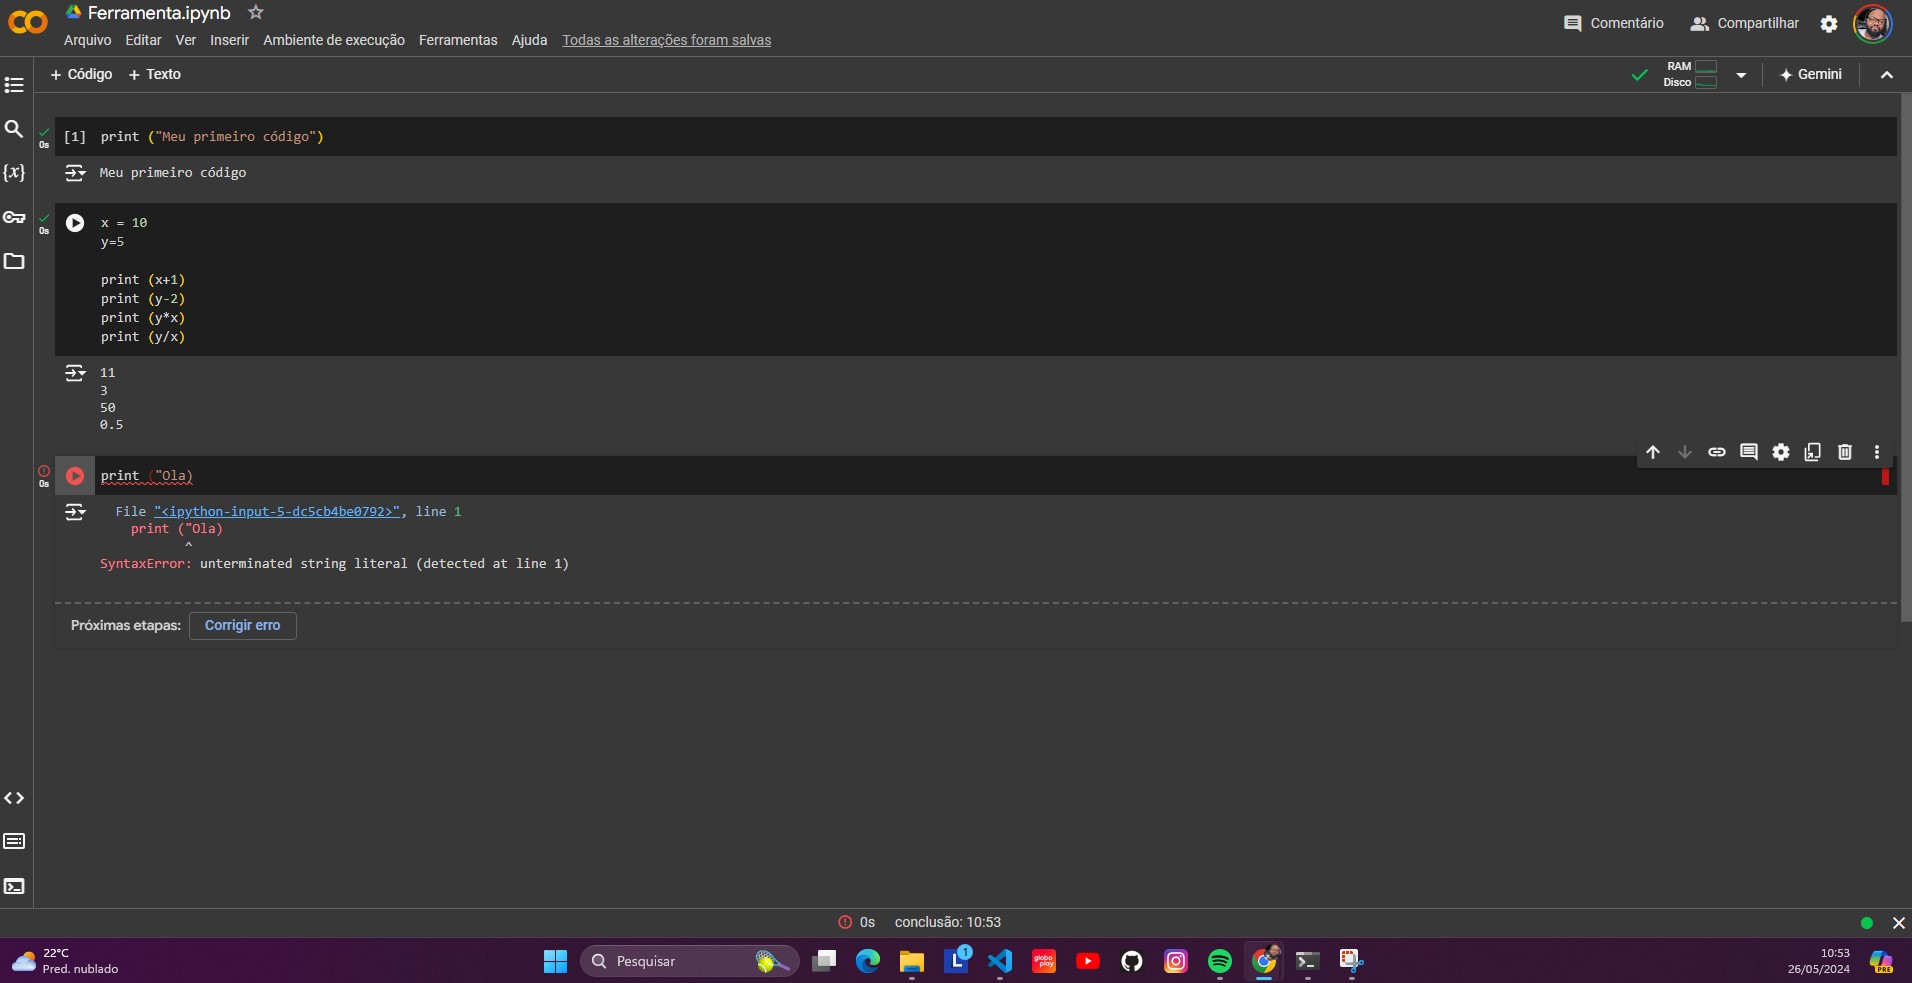 Ferramenta.ipynb
Arquivo Editar Ver Inserir Ambiente de execução Ferramentas Ajuda Todas as alterações foram salvas
Comentário Compartilhar
+ Código + Texto
RAM
Disco
Gemini
[1] print ("Meu primeiro código")
0s
Meu primeiro código
{x}
0s
x = 10
y=5
print (x+1)
print (y-2)
print (y*x)
print (y/x)
11
3
50
0.5
0s
print ("Ola)
File "<ipython-input-5-dc5cb4be0792>", line 1
print ("Ola)
^
SyntaxError: unterminated string literal (detected at line 1)
Próximas etapas: Corrigir erro
0s conclusão: 10:53
22°C
Pred. nublado
Pesquisar
L
1
globo
play
10:53
26/05/2024
PRE